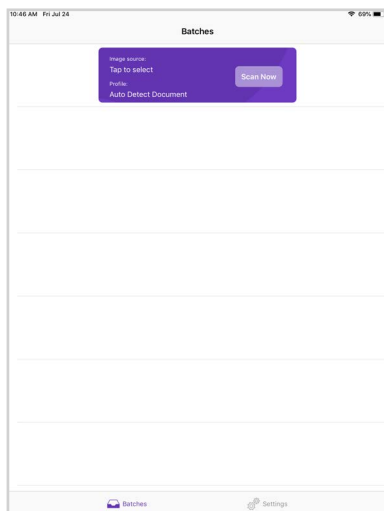 10:46 AM Fri Jul 24
69%
Batches
Image source:
Tap to select
Scan Now
Profile:
Auto Detect Document
Batches
Settings